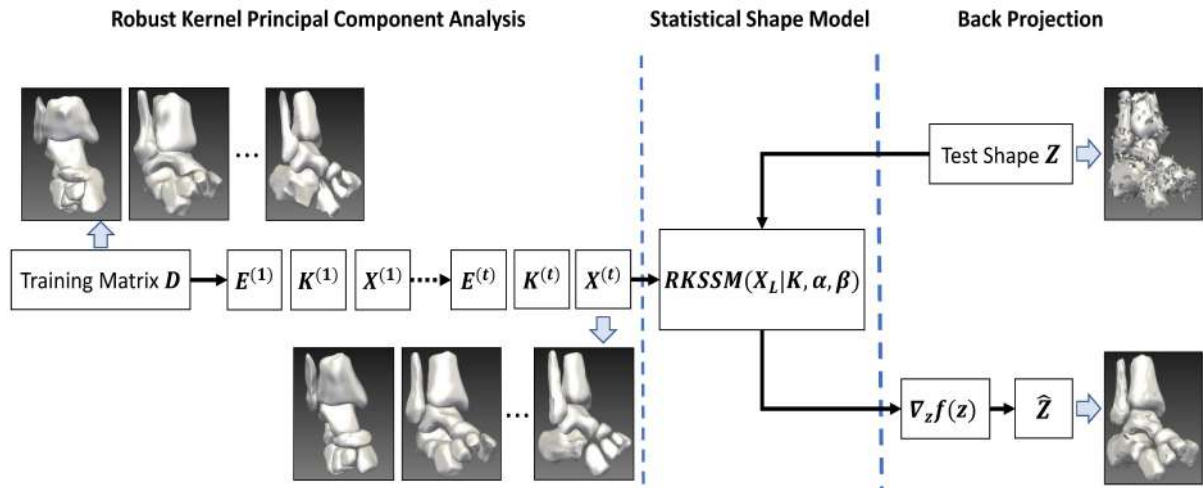 Robust Kernel Principal Component Analysis
Statistical Shape Model
Back Projection
...
Test Shape Z
Training Matrix D
E^(1)
K^(1)
X^(1)
E^(t)
K^(t)
X^(t)
RKSSM(X_L|K, α, β)
...
∇_z f(z)
Ẑ